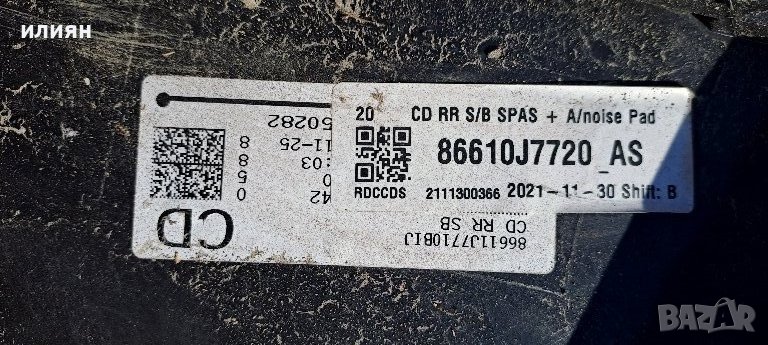 илиян
20 CD RR S/B SPAS + A/noise Pad
86610J7720_AS
RDCCDS 2111300366 2021-11-30 Shift: B
86611J7710BIJ
CD RR SB
42
0 5 0
:03 8
11-25 8
50282
CD
BAZAR